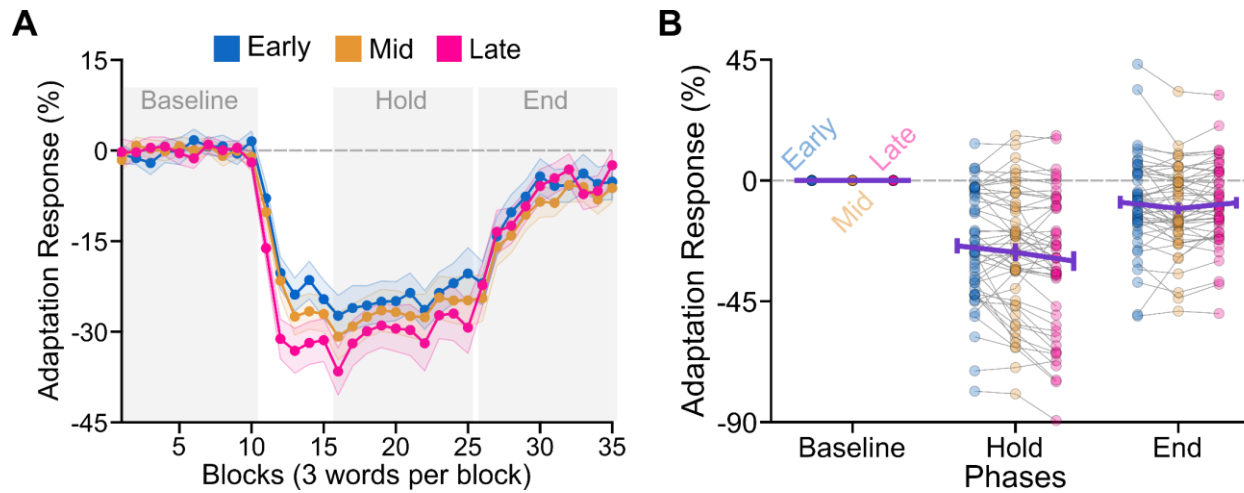 A
Early Mid Late
Baseline Hold End
15
0
-15
-30
-45
Adaptation Response (%)
5 10 15 20 25 30 35
Blocks (3 words per block)
B
45
0
-45
-90
Adaptation Response (%)
Early
Late
Mid
Baseline Hold End
Phases